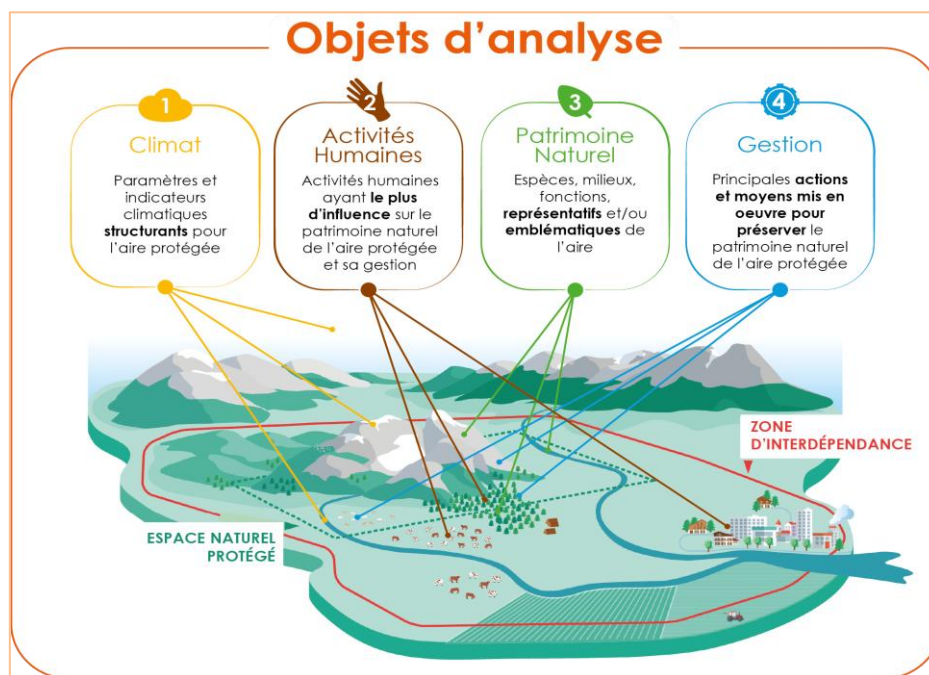 Objets d'analyse
1
Climat
Paramètres et
indicateurs
climatiques
structurants pour
l'aire protégée
2
Activités
Humaines
Activités humaines
ayant le plus
d'influence sur le
patrimoine naturel
de l'aire protégée
et sa gestion
3
Patrimoine
Naturel
Espèces, milieux,
fonctions,
représentatifs et/ou
emblématiques de
l'aire
4
Gestion
Principales actions
et moyens mis en
oeuvre pour
préserver le
patrimoine naturel
de l'aire protégée
ZONE
D'INTERDÉPENDANCE
ESPACE NATUREL
PROTÉGÉ